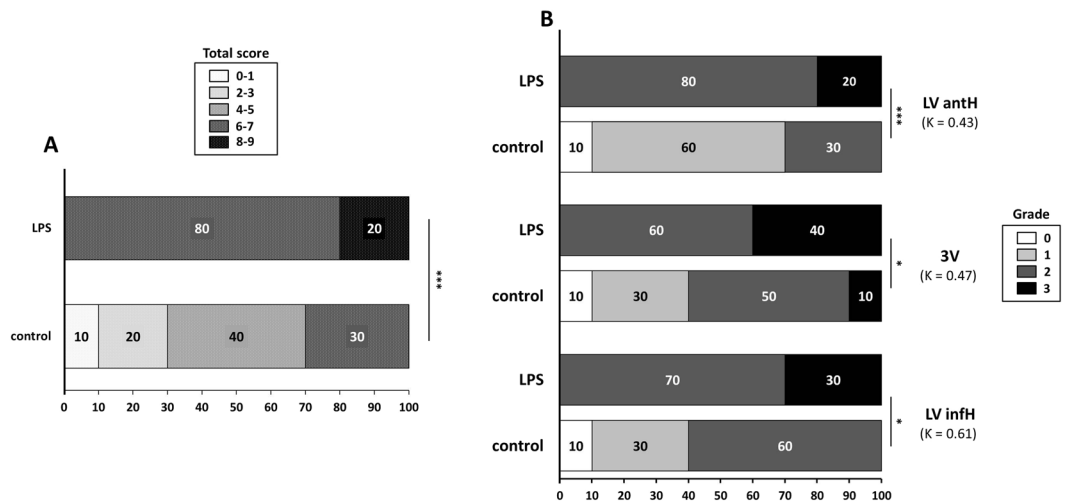 Total score
0-1
2-3
4-5
6-7
8-9
A
LPS
80
20
***
control
10
20
40
30
0 10 20 30 40 50 60 70 80 90 100
B
LPS
80
20
control
10
60
30
***
LV antH
(K = 0.43)
LPS
60
40
control
10
30
50
10
*
3V
(K = 0.47)
LPS
70
30
control
10
30
60
*
LV infH
(K = 0.61)
0 10 20 30 40 50 60 70 80 90 100
Grade
0
1
2
3